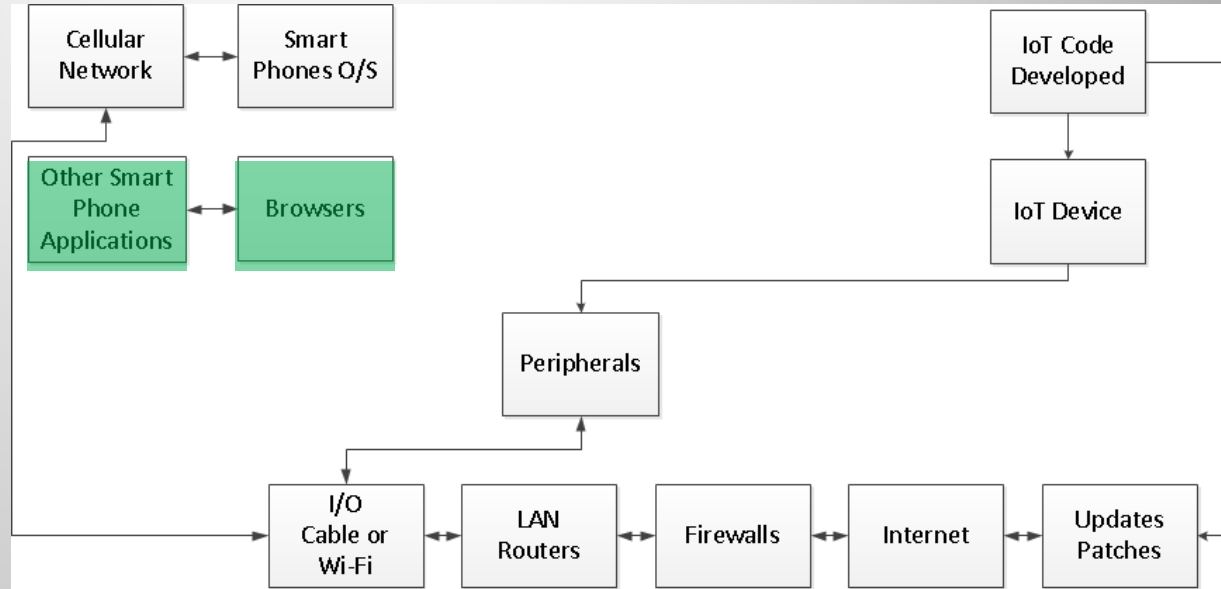 Cellular
Network
Smart
Phones O/S
IoT Code
Developed
Other Smart
Phone
Applications
Browsers
IoT Device
Peripherals
I/O
Cable or
Wi-Fi
LAN
Routers
Firewalls
Internet
Updates
Patches